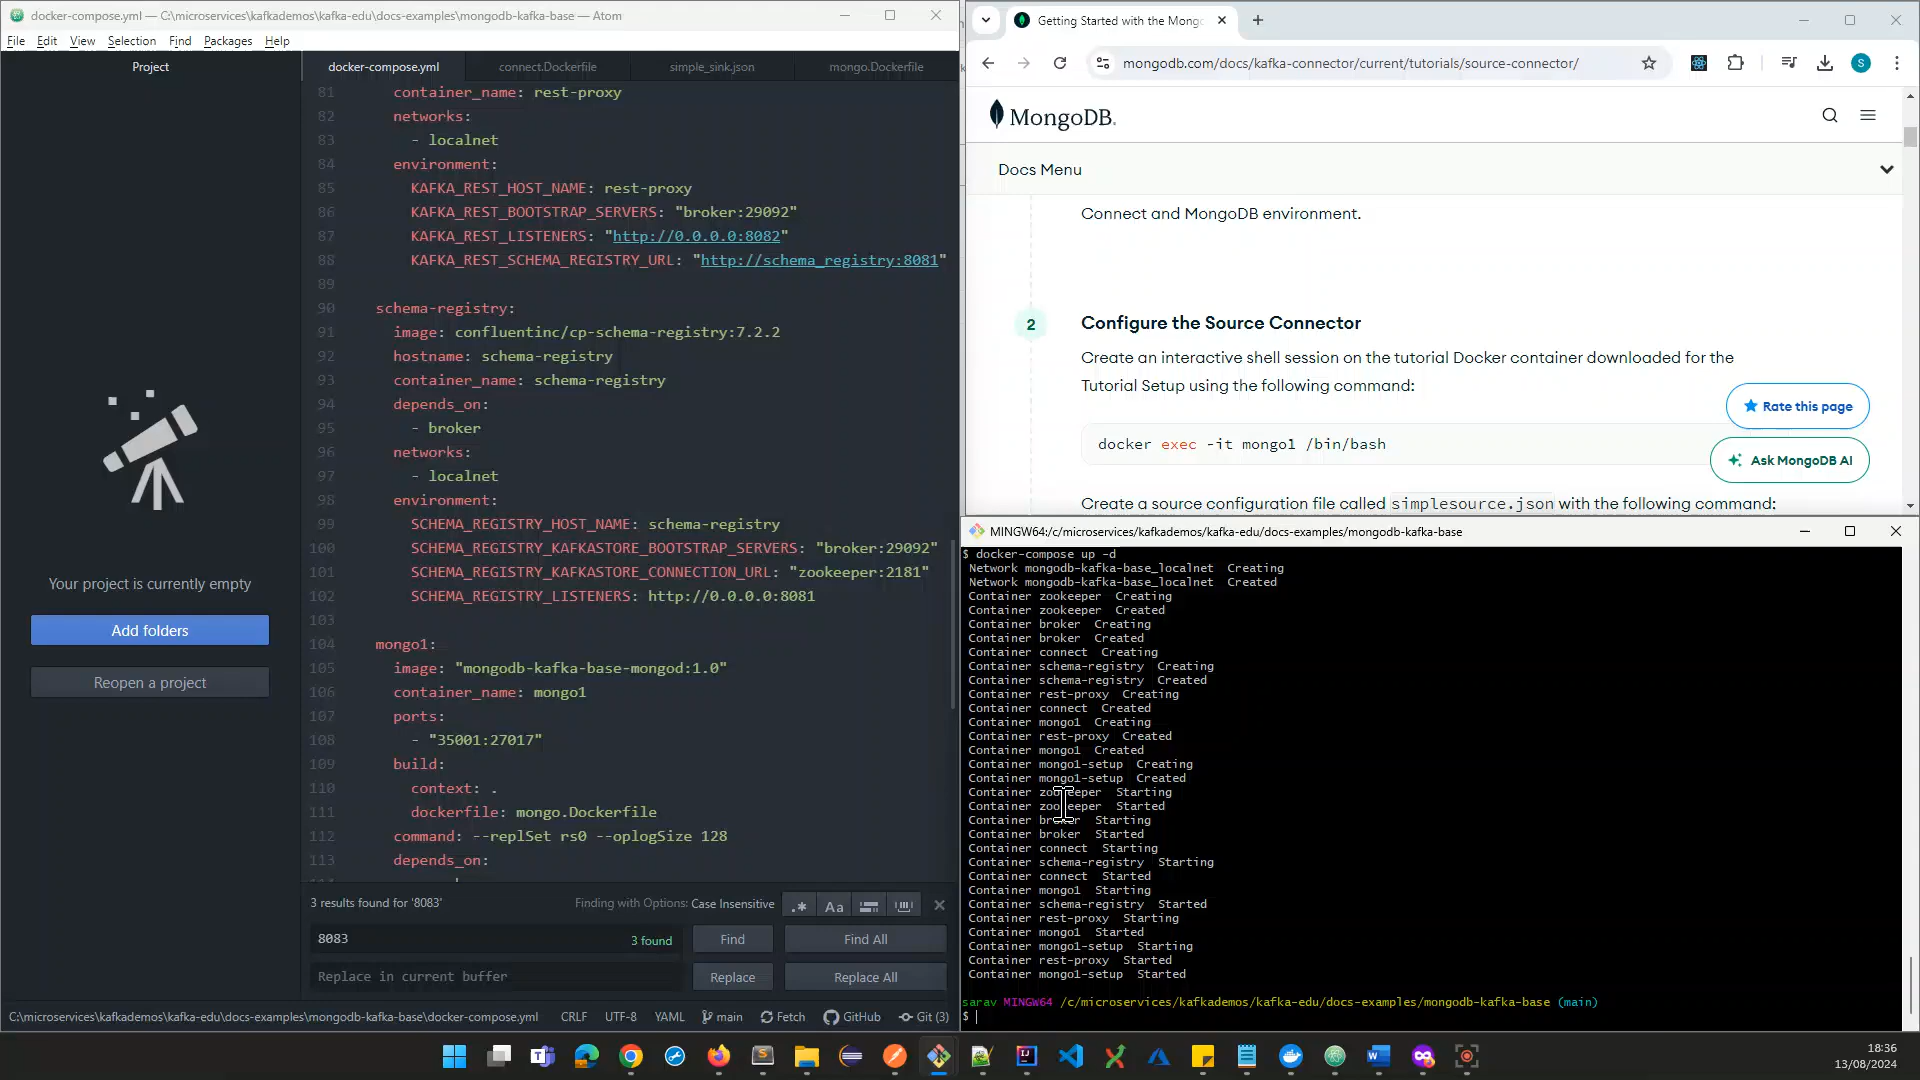 docker-compose.yml — C:\microservices\kafkademos\kafka-edu\docs-examples\mongodb-kafka-base — Atom
File Edit View Selection Find Packages Help
Project
docker-compose.yml connect.Dockerfile simple_sink.json mongo.Dockerfile
81 container_name: rest-proxy
82 networks:
83 - localnet
84 environment:
85 KAFKA_REST_HOST_NAME: rest-proxy
86 KAFKA_REST_BOOTSTRAP_SERVERS: "broker:29092"
87 KAFKA_REST_LISTENERS: "http://0.0.0.0:8082"
88 KAFKA_REST_SCHEMA_REGISTRY_URL: "http://schema_registry:8081"
89
90 schema-registry:
91 image: confluentinc/cp-schema-registry:7.2.2
92 hostname: schema-registry
93 container_name: schema-registry
94 depends_on:
95 - broker
96 networks:
97 - localnet
98 environment:
99 SCHEMA_REGISTRY_HOST_NAME: schema-registry
100 SCHEMA_REGISTRY_KAFKASTORE_BOOTSTRAP_SERVERS: "broker:29092"
101 SCHEMA_REGISTRY_KAFKASTORE_CONNECTION_URL: "zookeeper:2181"
102 SCHEMA_REGISTRY_LISTENERS: http://0.0.0.0:8081
103
104 mongo1:
105 image: "mongodb-kafka-base-mongod:1.0"
106 container_name: mongo1
107 ports:
108 - "35001:27017"
109 build:
110 context: .
111 dockerfile: mongo.Dockerfile
112 command: --replSet rs0 --oplogSize 128
113 depends_on:
Your project is currently empty
Add folders
Reopen a project
3 results found for '8083' Finding with Options: Case Insensitive .* Aa
8083 3 found Find Find All
Replace in current buffer Replace Replace All
C:\microservices\kafkademos\kafka-edu\docs-examples\mongodb-kafka-base\docker-compose.yml CRLF UTF-8 YAML main Fetch GitHub Git (3)
Getting Started with the Mong
mongodb.com/docs/kafka-connector/current/tutorials/source-connector/
S
MongoDB.
Docs Menu
Connect and MongoDB environment.
2 Configure the Source Connector
Create an interactive shell session on the tutorial Docker container downloaded for the
Tutorial Setup using the following command:
Rate this page
docker exec -it mongo1 /bin/bash
Ask MongoDB AI
Create a source configuration file called simplesource.json with the following command:
MINGW64:/c/microservices/kafkademos/kafka-edu/docs-examples/mongodb-kafka-base
$ docker-compose up -d
Network mongodb-kafka-base_localnet Creating
Network mongodb-kafka-base_localnet Created
Container zookeeper Creating
Container zookeeper Created
Container broker Creating
Container broker Created
Container connect Creating
Container schema-registry Creating
Container schema-registry Created
Container rest-proxy Creating
Container connect Created
Container mongo1 Creating
Container rest-proxy Created
Container mongo1 Created
Container mongo1-setup Creating
Container mongo1-setup Created
Container zookeeper Starting
Container zookeeper Started
Container broker Starting
Container broker Started
Container connect Starting
Container schema-registry Starting
Container connect Started
Container mongo1 Starting
Container schema-registry Started
Container rest-proxy Starting
Container mongo1 Started
Container mongo1-setup Starting
Container rest-proxy Started
Container mongo1-setup Started
sarav MINGW64 /c/microservices/kafkademos/kafka-edu/docs-examples/mongodb-kafka-base (main)
$
18:36
13/08/2024